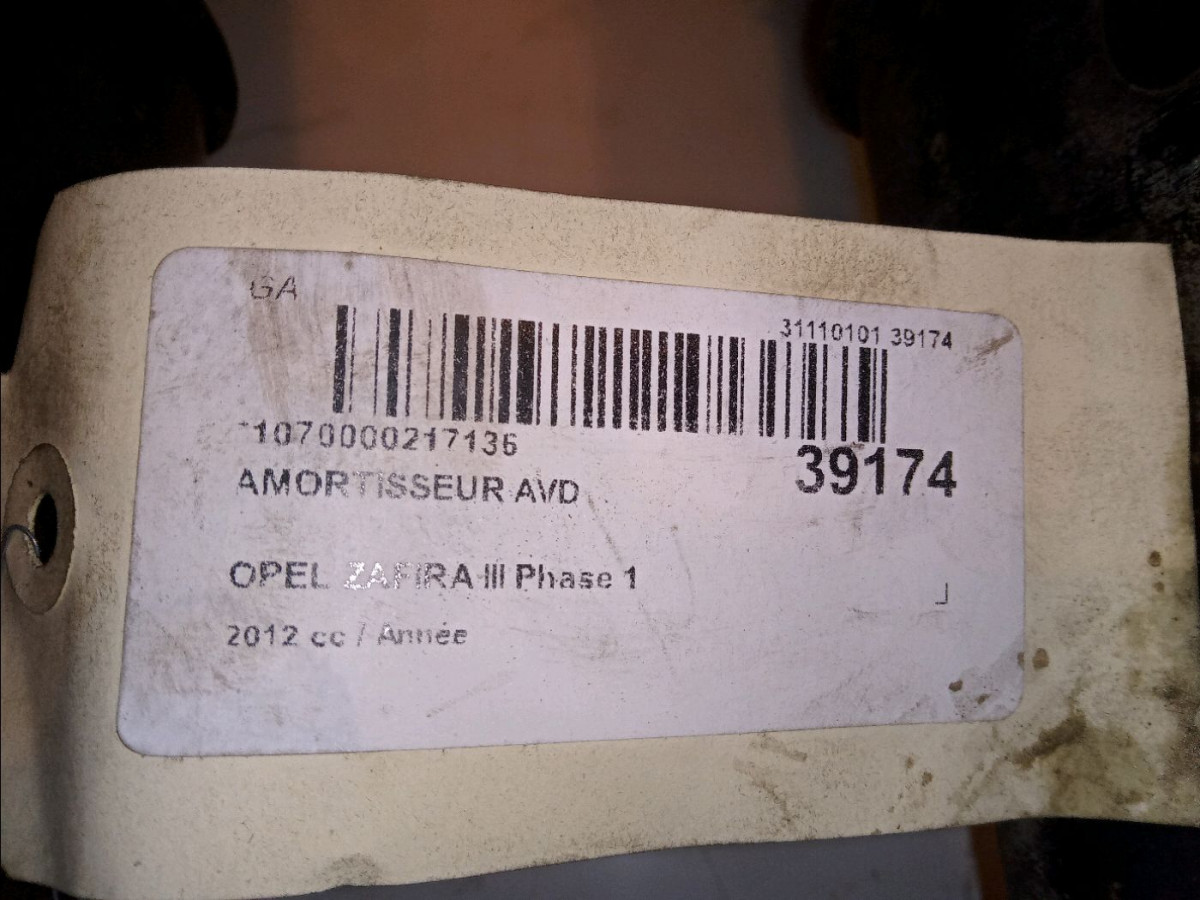 GA
31110101 39174
*1070000217136
39174
AMORTISSEUR AVD
OPEL ZAFIRA III Phase 1
2012 cc / Année